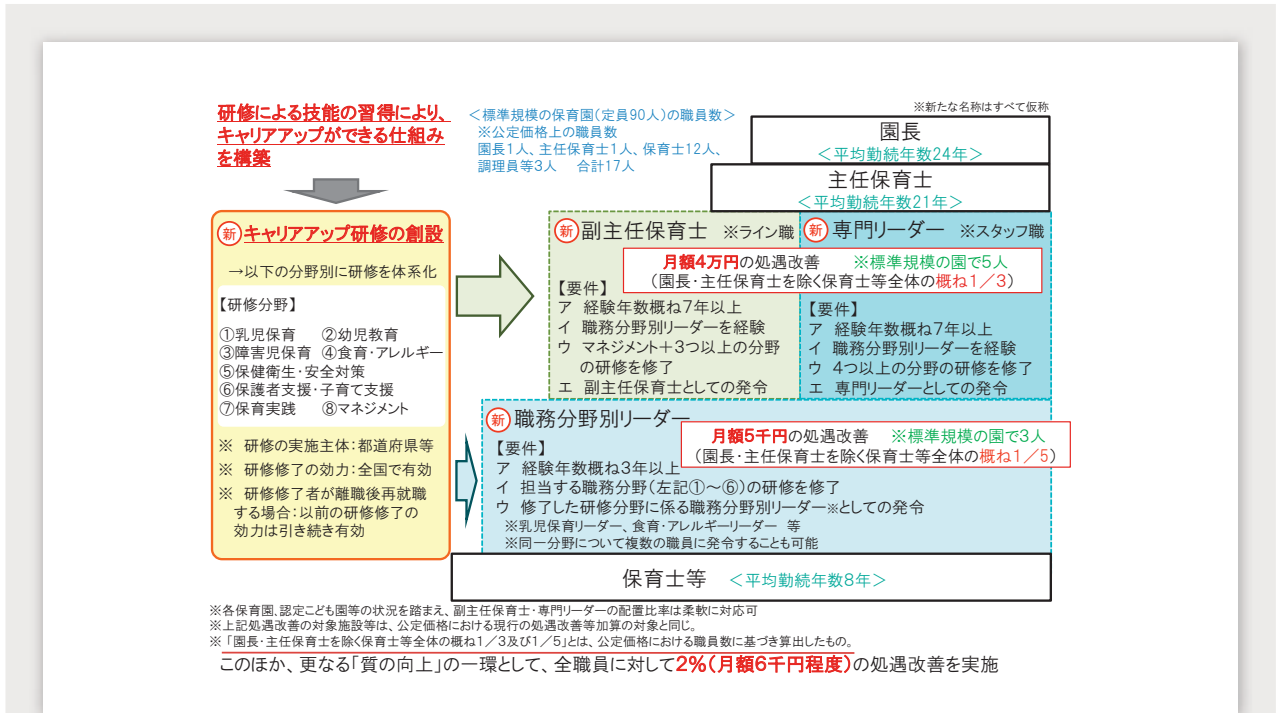 研修による技能の習得により、
キャリアアップができる仕組み
を構築
＜標準規模の保育園（定員90人）の職員数＞
※公定価格上の職員数
園長1人、主任保育士1人、保育士12人、
調理員等3人　合計17人
※新たな名称はすべて仮称
園長
＜平均勤続年数24年＞
主任保育士
＜平均勤続年数21年＞
新 キャリアアップ研修の創設
→以下の分野別に研修を体系化
【研修分野】
①乳児保育　②幼児教育
③障害児保育　④食育・アレルギー
⑤保健衛生・安全対策
⑥保護者支援・子育て支援
⑦保育実践　⑧マネジメント
※ 研修の実施主体：都道府県等
※ 研修修了の効力：全国で有効
※ 研修修了者が離職後再就職
する場合：以前の研修修了の
効力は引き続き有効
新 副主任保育士　※ライン職
新 専門リーダー　※スタッフ職
月額4万円の処遇改善　※標準規模の園で5人
（園長・主任保育士を除く保育士等全体の概ね1／3）
【要件】
ア 経験年数概ね7年以上
イ 職務分野別リーダーを経験
ウ マネジメント＋3つ以上の分野
の研修を修了
エ 副主任保育士としての発令
【要件】
ア 経験年数概ね7年以上
イ 職務分野別リーダーを経験
ウ 4つ以上の分野の研修を修了
エ 専門リーダーとしての発令
新 職務分野別リーダー
月額5千円の処遇改善　※標準規模の園で3人
（園長・主任保育士を除く保育士等全体の概ね1／5）
【要件】
ア 経験年数概ね3年以上
イ 担当する職務分野（左記①～⑥）の研修を修了
ウ 修了した研修分野に係る職務分野別リーダー※としての発令
※乳児保育リーダー、食育・アレルギーリーダー 等
※同一分野について複数の職員に発令することも可能
保育士等　＜平均勤続年数8年＞
※各保育園、認定こども園等の状況を踏まえ、副主任保育士・専門リーダーの配置比率は柔軟に対応可
※上記処遇改善の対象施設等は、公定価格における現行の処遇改善等加算の対象と同じ。
※「園長・主任保育士を除く保育士等全体の概ね1／3及び1／5」とは、公定価格における職員数に基づき算出したもの。
このほか、更なる「質の向上」の一環として、全職員に対して2％（月額6千円程度）の処遇改善を実施